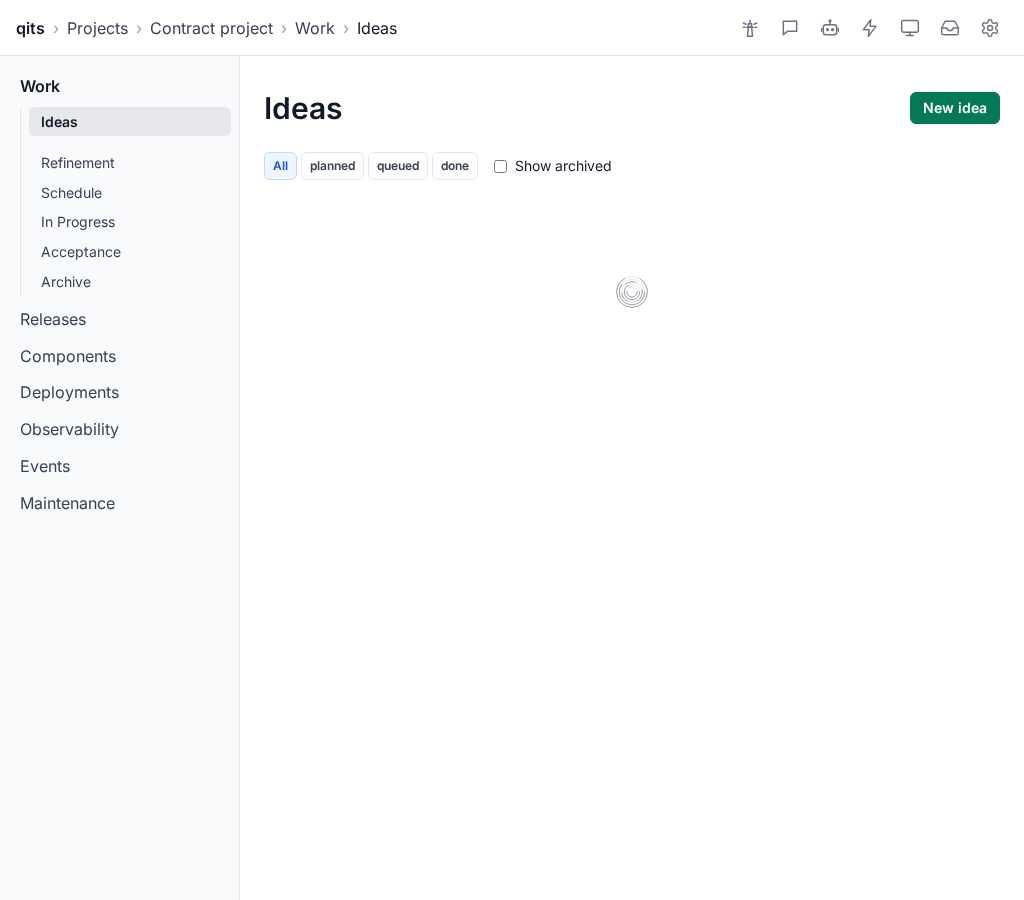 qits › Projects › Contract project › Work › Ideas
Work
Ideas
Refinement
Schedule
In Progress
Acceptance
Archive
Releases
Components
Deployments
Observability
Events
Maintenance
Ideas
New idea
All planned queued done Show archived